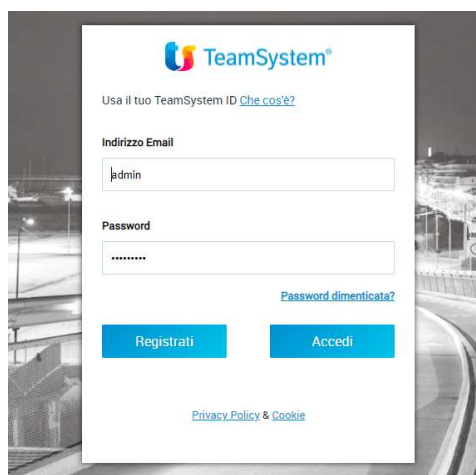 TeamSystem®
Usa il tuo TeamSystem ID Che cos'è?
Indirizzo Email
admin
Password
•••••••••
Password dimenticata?
Registrati Accedi
Privacy Policy & Cookie